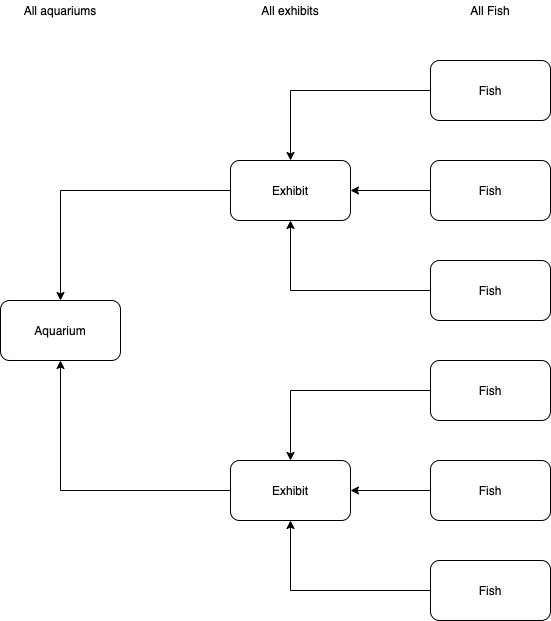 All aquariums
All exhibits
All Fish
Fish
Exhibit
Fish
Fish
Aquarium
Fish
Exhibit
Fish
Fish